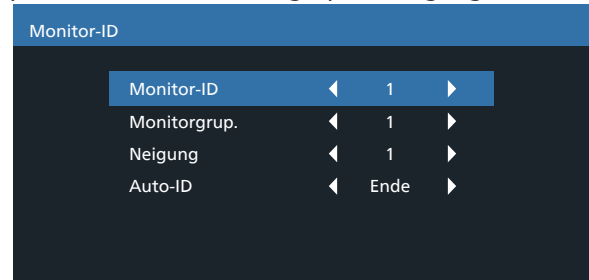 Monitor-ID
Monitor-ID 1
Monitorgrup. 1
Neigung 1
Auto-ID Ende